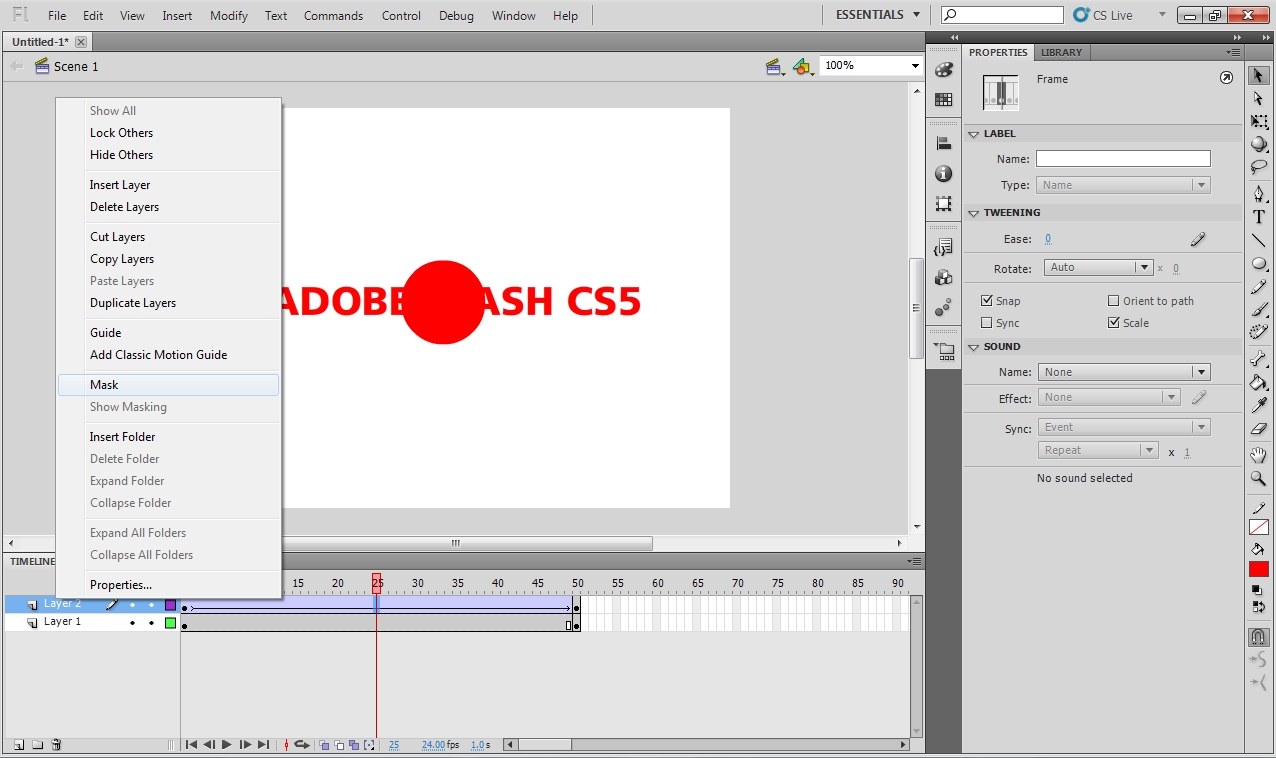 Fl File Edit View Insert Modify Text Commands Control Debug Window Help ESSENTIALS CS Live
Untitled-1*
Scene 1 100%
Show All
Lock Others
Hide Others
Insert Layer
Delete Layers
Cut Layers
Copy Layers
Paste Layers
Duplicate Layers
Guide
Add Classic Motion Guide
Mask
Show Masking
Insert Folder
Delete Folder
Expand Folder
Collapse Folder
Expand All Folders
Collapse All Folders
Properties...
ADOBE ASH CS5
TIMELINE
15 20 25 30 35 40 45 50 55 60 65 70 75 80 85 90
Layer 2
Layer 1
25 24.00 fps 1.0 s
PROPERTIES LIBRARY
Frame
LABEL
Name:
Type: Name
TWEENING
Ease: 0
Rotate: Auto x 0
Snap Orient to path
Sync Scale
SOUND
Name: None
Effect: None
Sync: Event
Repeat x 1
No sound selected